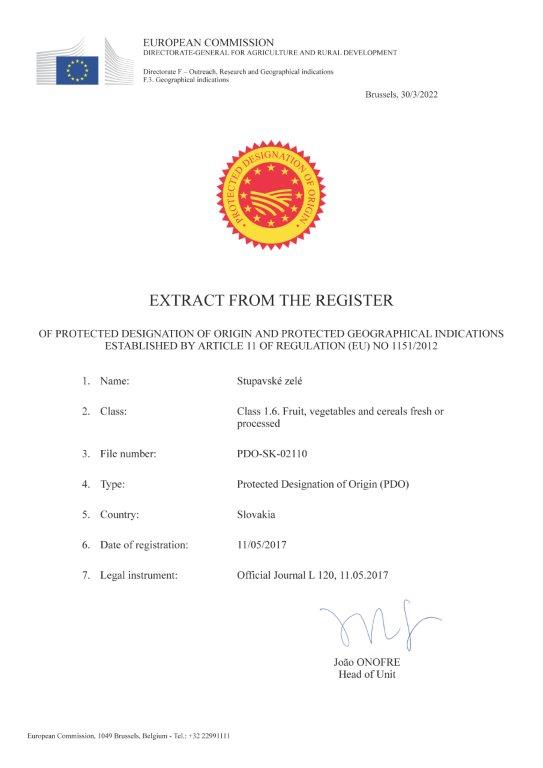 EUROPEAN COMMISSION
DIRECTORATE-GENERAL FOR AGRICULTURE AND RURAL DEVELOPMENT
Directorate F – Outreach, Research and Geographical indications
F.3. Geographical indications
Brussels, 30/3/2022
• PROTECTED DESIGNATION OF ORIGIN •
EXTRACT FROM THE REGISTER
OF PROTECTED DESIGNATION OF ORIGIN AND PROTECTED GEOGRAPHICAL INDICATIONS
ESTABLISHED BY ARTICLE 11 OF REGULATION (EU) NO 1151/2012
1. Name: Stupavské zelé
2. Class: Class 1.6. Fruit, vegetables and cereals fresh or
processed
3. File number: PDO-SK-02110
4. Type: Protected Designation of Origin (PDO)
5. Country: Slovakia
6. Date of registration: 11/05/2017
7. Legal instrument: Official Journal L 120, 11.05.2017
João ONOFRE
Head of Unit
European Commission, 1049 Brussels, Belgium - Tel.: +32 22991111